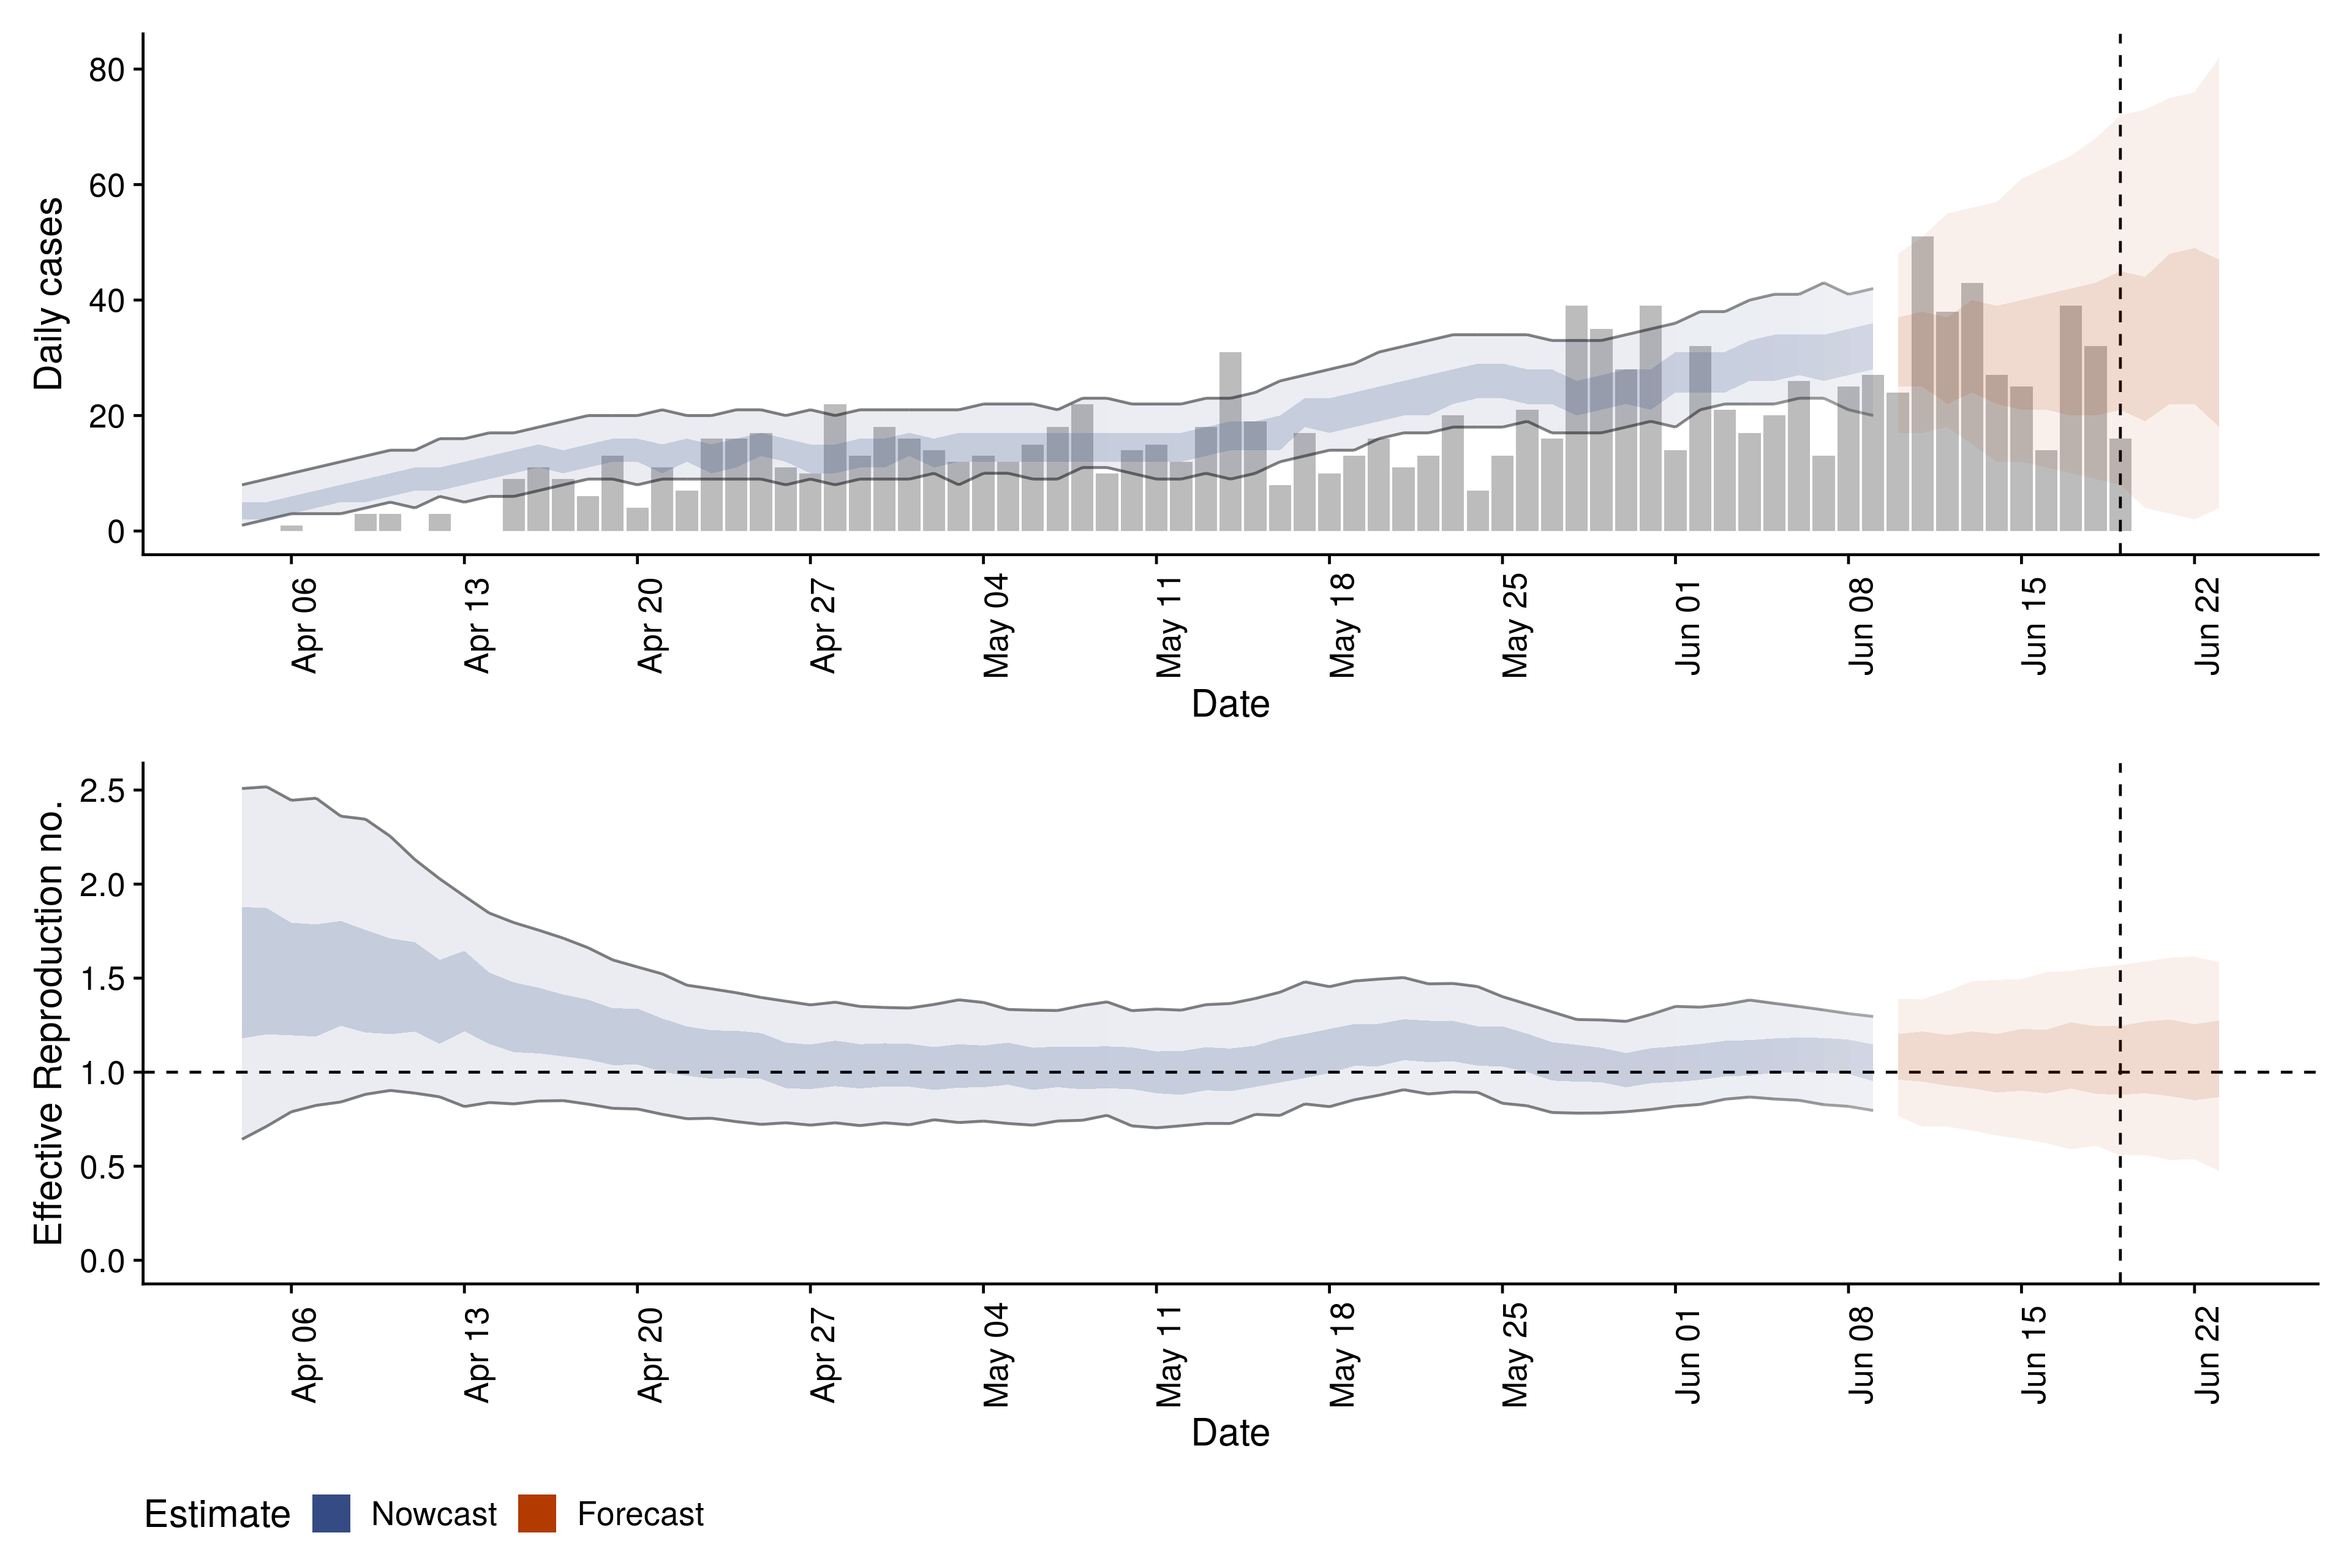 Daily cases
80
60
40
20
0
Apr 06 Apr 13 Apr 20 Apr 27 May 04 May 11 May 18 May 25 Jun 01 Jun 08 Jun 15 Jun 22
Date
Effective Reproduction no.
2.5
2.0
1.5
1.0
0.5
0.0
Apr 06 Apr 13 Apr 20 Apr 27 May 04 May 11 May 18 May 25 Jun 01 Jun 08 Jun 15 Jun 22
Date
Estimate Nowcast Forecast